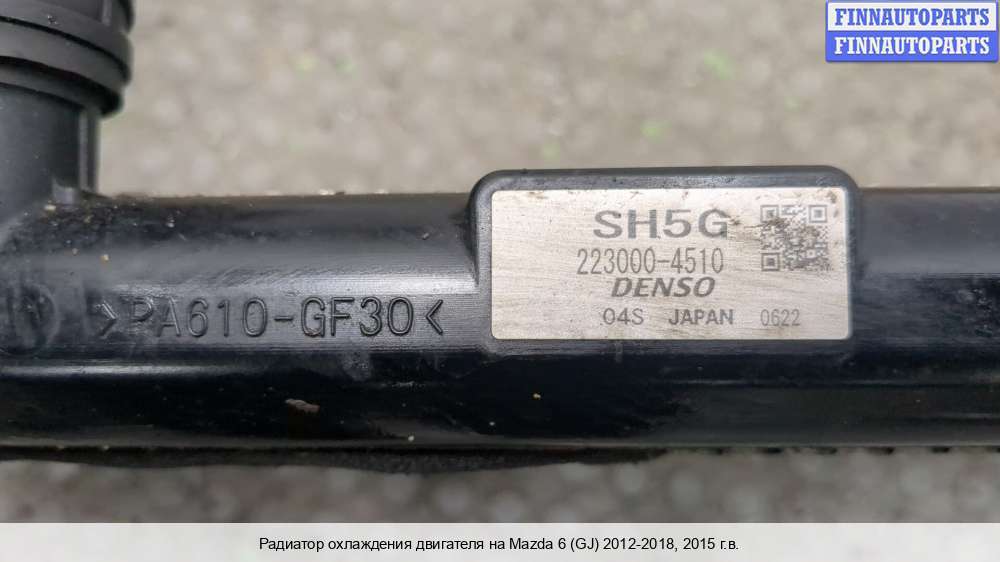 FINNAUTOPARTS
FINNAUTOPARTS
SH5G
223000-4510
DENSO
04S JAPAN 0622
>PA610-GF30<
Радиатор охлаждения двигателя на Mazda 6 (GJ) 2012-2018, 2015 г.в.